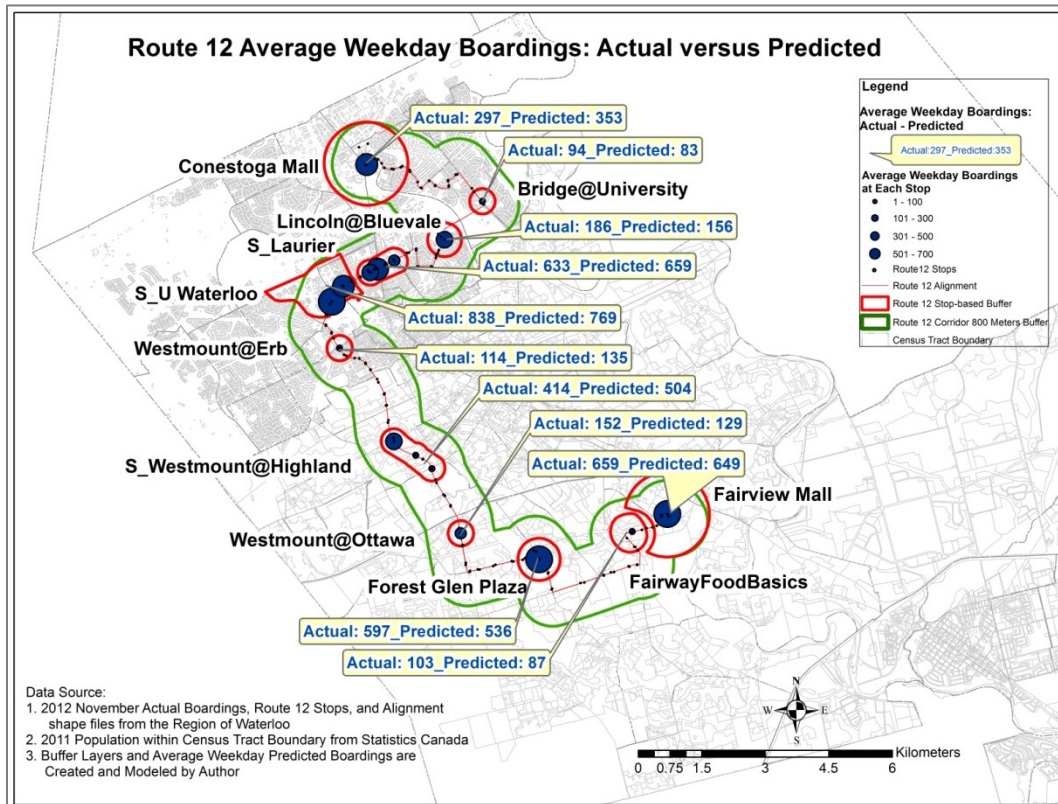 Route 12 Average Weekday Boardings: Actual versus Predicted
Legend
Average Weekday Boardings:
Actual - Predicted
Actual:297_Predicted:353
Average Weekday Boardings
at Each Stop
1 - 100
101 - 300
301 - 500
501 - 700
Route12 Stops
Route 12 Alignment
Route 12 Stop-based Buffer
Route 12 Corridor 800 Meters Buffer
Census Tract Boundary
Actual: 297_Predicted: 353
Conestoga Mall
Actual: 94_Predicted: 83
Bridge@University
Lincoln@Bluevale
Actual: 186_Predicted: 156
S_Laurier
Actual: 633_Predicted: 659
S_U Waterloo
Actual: 838_Predicted: 769
Westmount@Erb
Actual: 114_Predicted: 135
Actual: 414_Predicted: 504
Actual: 152_Predicted: 129
S_Westmount@Highland
Actual: 659_Predicted: 649
Fairview Mall
Westmount@Ottawa
Forest Glen Plaza
FairwayFoodBasics
Actual: 597_Predicted: 536
Actual: 103_Predicted: 87
Data Source:
1. 2012 November Actual Boardings, Route 12 Stops, and Alignment
shape files from the Region of Waterloo
2. 2011 Population within Census Tract Boundary from Statistics Canada
3. Buffer Layers and Average Weekday Predicted Boardings are
Created and Modeled by Author
N
W E
S
Kilometers
0 0.75 1.5 3 4.5 6